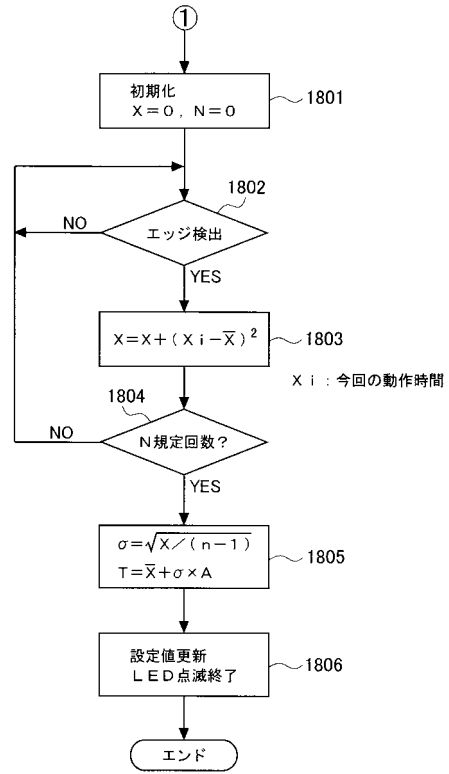 ①
初期化
X=0, N=0
1801
1802
エッジ検出
NO
YES
X=X+(Xi−X̅)²
1803
Xi:今回の動作時間
1804
N規定回数?
NO
YES
σ=√X/(n−1)
T=X̅+σ×A
1805
設定値更新
LED点滅終了
1806
エンド